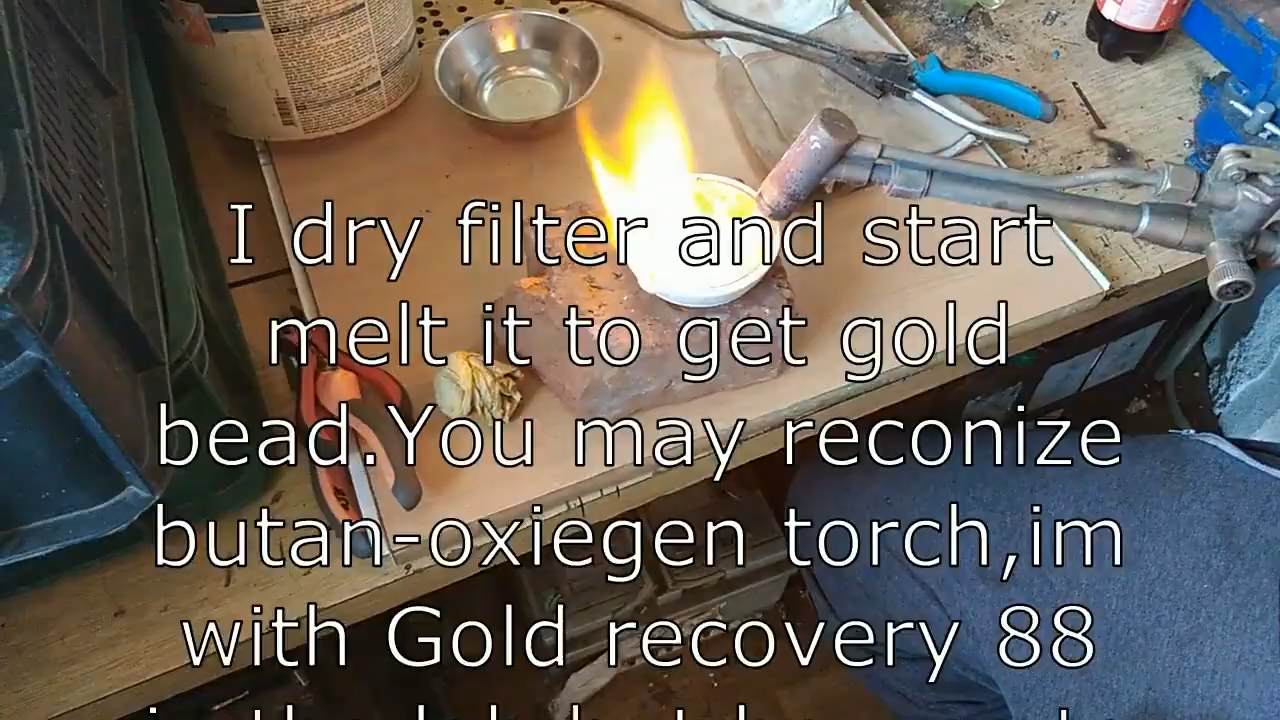 I dry filter and start
melt it to get gold
bead.You may reconize
butan-oxiegen torch,im
with Gold recovery 88